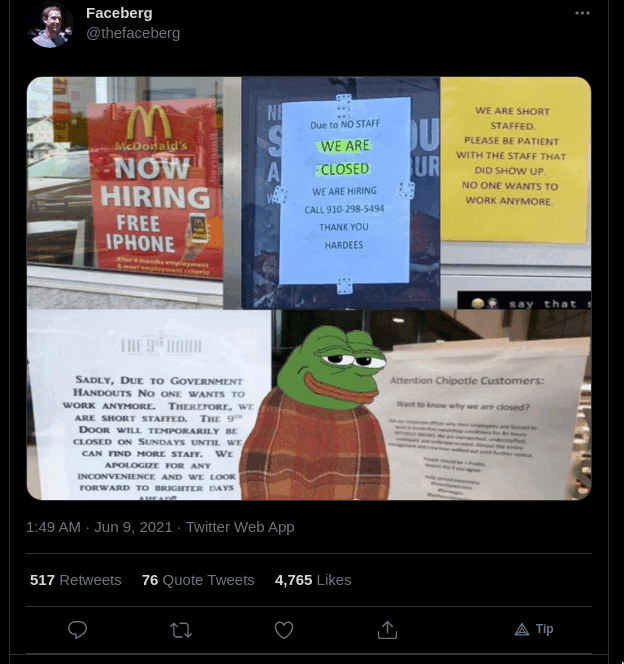 Faceberg
@thefaceberg
McDonald's
NOW
HIRING
FREE
IPHONE
After 6 months employment
& meet employment criteria
Due to NO STAFF
WE ARE
CLOSED
WE ARE HIRING
CALL 910-298-5494
THANK YOU
HARDEES
WE ARE SHORT
STAFFED.
PLEASE BE PATIENT
WITH THE STAFF THAT
DID SHOW UP.
NO ONE WANTS TO
WORK ANYMORE.
say that
THE 9TH DOOR
SADLY, DUE TO GOVERNMENT
HANDOUTS NO ONE WANTS TO
WORK ANYMORE. THEREFORE, WE
ARE SHORT STAFFED. THE 9TH
DOOR WILL TEMPORARILY BE
CLOSED ON SUNDAYS UNTIL WE
CAN FIND MORE STAFF. WE
APOLOGIZE FOR ANY
INCONVENIENCE AND WE LOOK
FORWARD TO BRIGHTER DAYS
AHEAD!!
Attention Chipotle Customers:
Want to know why we are closed?
1:49 AM · Jun 9, 2021 · Twitter Web App
517 Retweets 76 Quote Tweets 4,765 Likes
Tip